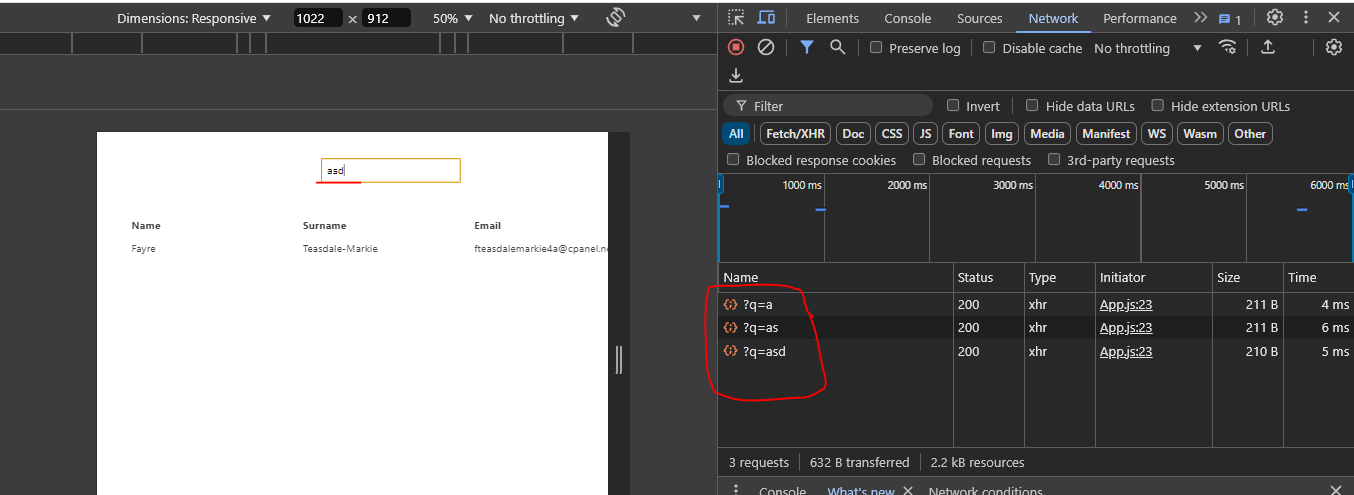 Dimensions: Responsive 1022 × 912 50% No throttling
Elements Console Sources Network Performance 1
Preserve log Disable cache No throttling
Filter Invert Hide data URLs Hide extension URLs
All Fetch/XHR Doc CSS JS Font Img Media Manifest WS Wasm Other
Blocked response cookies Blocked requests 3rd-party requests
1000 ms 2000 ms 3000 ms 4000 ms 5000 ms 6000 ms
asd
Name Surname Email
Fayre Teasdale-Markie fteasdalemarkie4a@cpanel.ne
Name Status Type Initiator Size Time
?q=a 200 xhr App.js:23 211 B 4 ms
?q=as 200 xhr App.js:23 211 B 6 ms
?q=asd 200 xhr App.js:23 210 B 5 ms
3 requests 632 B transferred 2.2 kB resources
Console What's new Network conditions